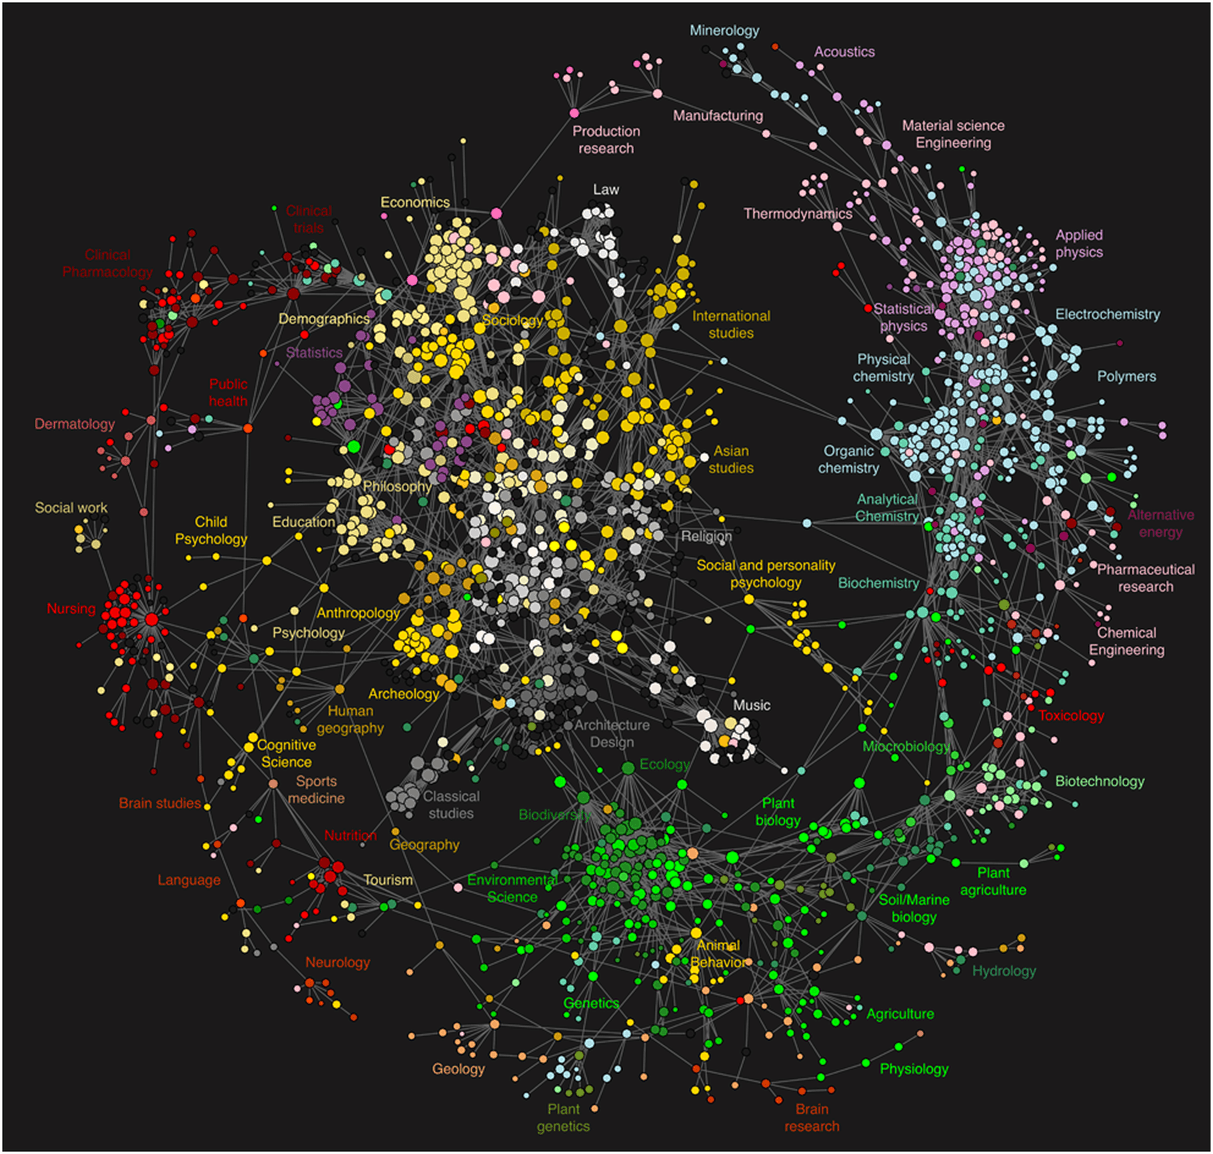 Minerology
Acoustics
Manufacturing
Production
research
Material science
Engineering
Law
Economics
Clinical
trials
Thermodynamics
Applied
physics
Clinical
Pharmacology
Demographics
Sociology
International
studies
Statistical
physics
Electrochemistry
Statistics
Physical
chemistry
Polymers
Public
health
Dermatology
Asian
studies
Organic
chemistry
Philosophy
Social work
Child
Psychology
Education
Religion
Analytical
Chemistry
Alternative
energy
Social and personality
psychology
Biochemistry
Pharmaceutical
research
Nursing
Anthropology
Psychology
Chemical
Engineering
Archeology
Human
geography
Music
Architecture
Design
Toxicology
Cognitive
Science
Miocrobiology
Ecology
Sports
medicine
Brain studies
Classical
studies
Biodiversity
Plant
biology
Biotechnology
Nutrition
Geography
Language
Tourism
Environmental
Science
Plant
agriculture
Soil/Marine
biology
Animal
Behavior
Neurology
Hydrology
Genetics
Agriculture
Geology
Physiology
Plant
genetics
Brain
research